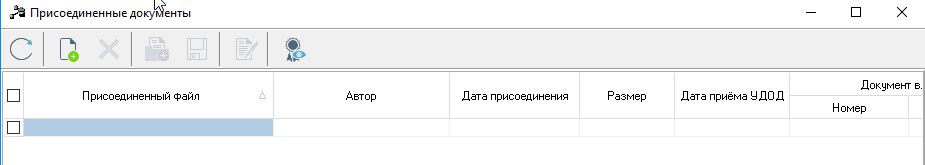 Присоединенные документы
Присоединенный файл
Автор
Дата присоединения
Размер
Дата приёма УДОД
Документ в.
Номер